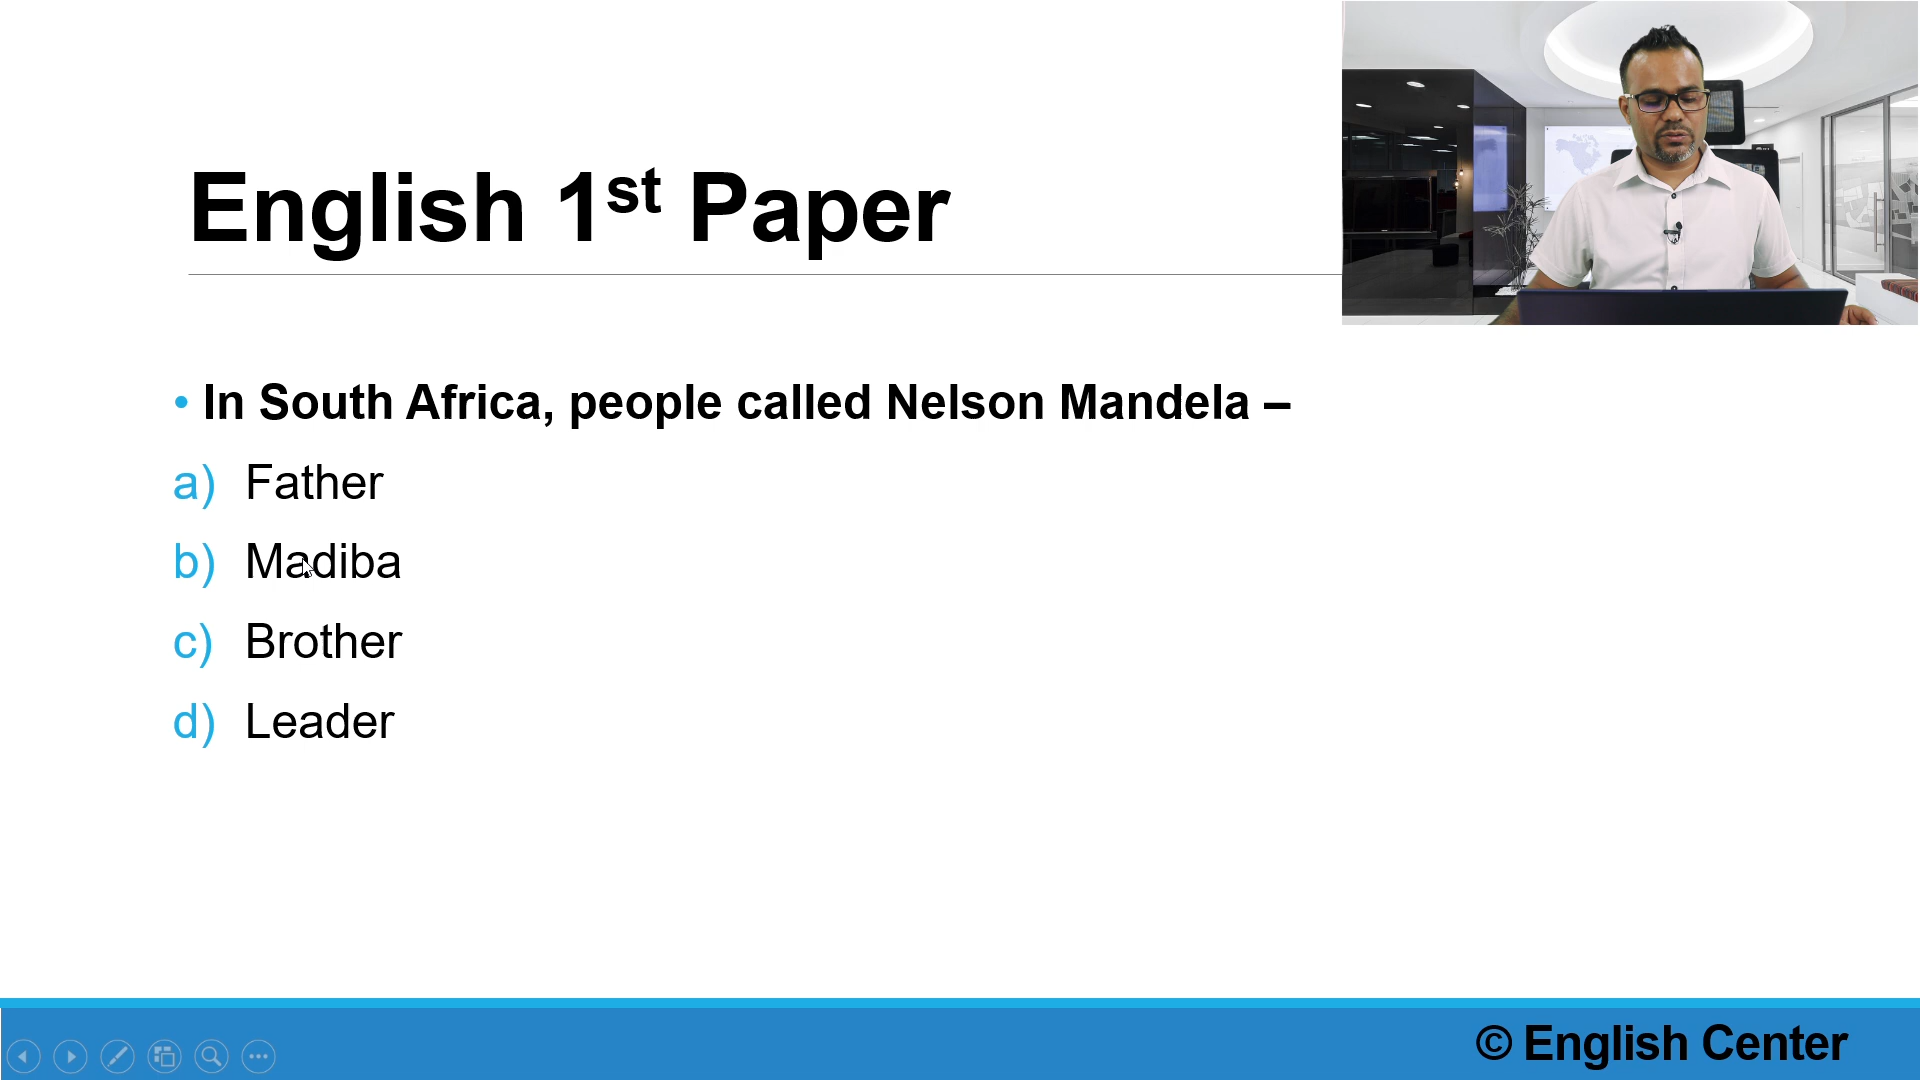 English 1st Paper
• In South Africa, people called Nelson Mandela –
a) Father
b) Madiba
c) Brother
d) Leader
© English Center